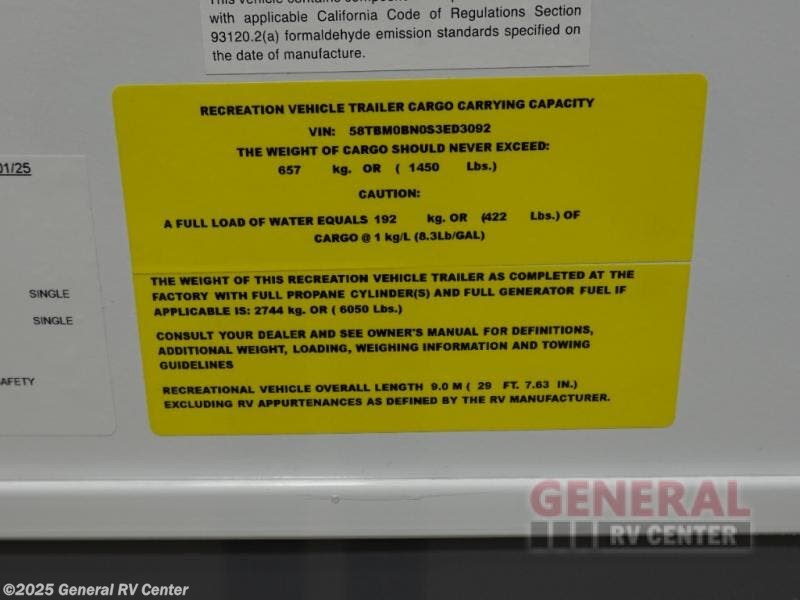 with applicable California Code of Regulations Section
93120.2(a) formaldehyde emission standards specified on
the date of manufacture.
RECREATION VEHICLE TRAILER CARGO CARRYING CAPACITY
VIN: 58TBM0BN0S3ED3092
THE WEIGHT OF CARGO SHOULD NEVER EXCEED:
657 kg. OR ( 1450 Lbs.)
CAUTION:
A FULL LOAD OF WATER EQUALS 192 kg. OR (422 Lbs.) OF
CARGO @ 1 kg/L (8.3Lb/GAL)
THE WEIGHT OF THIS RECREATION VEHICLE TRAILER AS COMPLETED AT THE
FACTORY WITH FULL PROPANE CYLINDER(S) AND FULL GENERATOR FUEL IF
APPLICABLE IS: 2744 kg. OR ( 6050 Lbs.)
CONSULT YOUR DEALER AND SEE OWNER'S MANUAL FOR DEFINITIONS,
ADDITIONAL WEIGHT, LOADING, WEIGHING INFORMATION AND TOWING
GUIDELINES
RECREATIONAL VEHICLE OVERALL LENGTH 9.0 M ( 29 FT. 7.63 IN.)
EXCLUDING RV APPURTENANCES AS DEFINED BY THE RV MANUFACTURER.
01/25
SINGLE
SINGLE
AFETY
GENERAL
RV CENTER
©2025 General RV Center